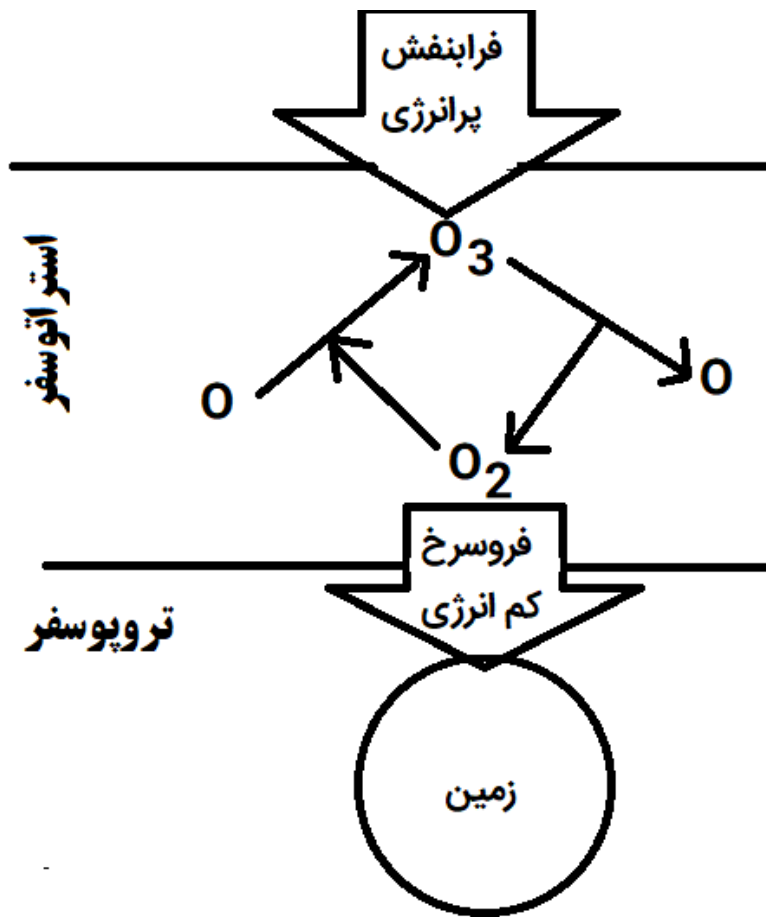 فرابنفش
پرانرژی
استراتوسفر
O3
O
O
O2
فروسرخ
کم انرژی
تروپوسفر
زمین